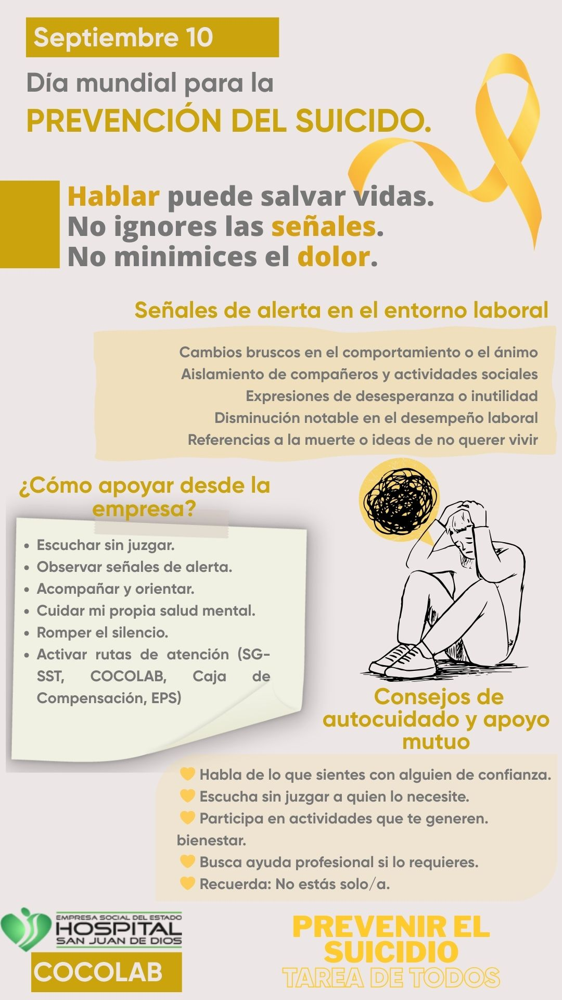 Septiembre 10
Día mundial para la
PREVENCIÓN DEL SUICIDO.
Hablar puede salvar vidas.
No ignores las señales.
No minimices el dolor.
Señales de alerta en el entorno laboral
Cambios bruscos en el comportamiento o el ánimo
Aislamiento de compañeros y actividades sociales
Expresiones de desesperanza o inutilidad
Disminución notable en el desempeño laboral
Referencias a la muerte o ideas de no querer vivir
¿Cómo apoyar desde la
empresa?
• Escuchar sin juzgar.
• Observar señales de alerta.
• Acompañar y orientar.
• Cuidar mi propia salud mental.
• Romper el silencio.
• Activar rutas de atención (SG-
SST, COCOLAB, Caja de
Compensación, EPS)
Consejos de
autocuidado y apoyo
mutuo
💛 Habla de lo que sientes con alguien de confianza.
💛 Escucha sin juzgar a quien lo necesite.
💛 Participa en actividades que te generen.
bienestar.
💛 Busca ayuda profesional si lo requieres.
💛 Recuerda: No estás solo/a.
EMPRESA SOCIAL DEL ESTADO
HOSPITAL
SAN JUAN DE DIOS
COCOLAB
PREVENIR EL
SUICIDIO
TAREA DE TODOS